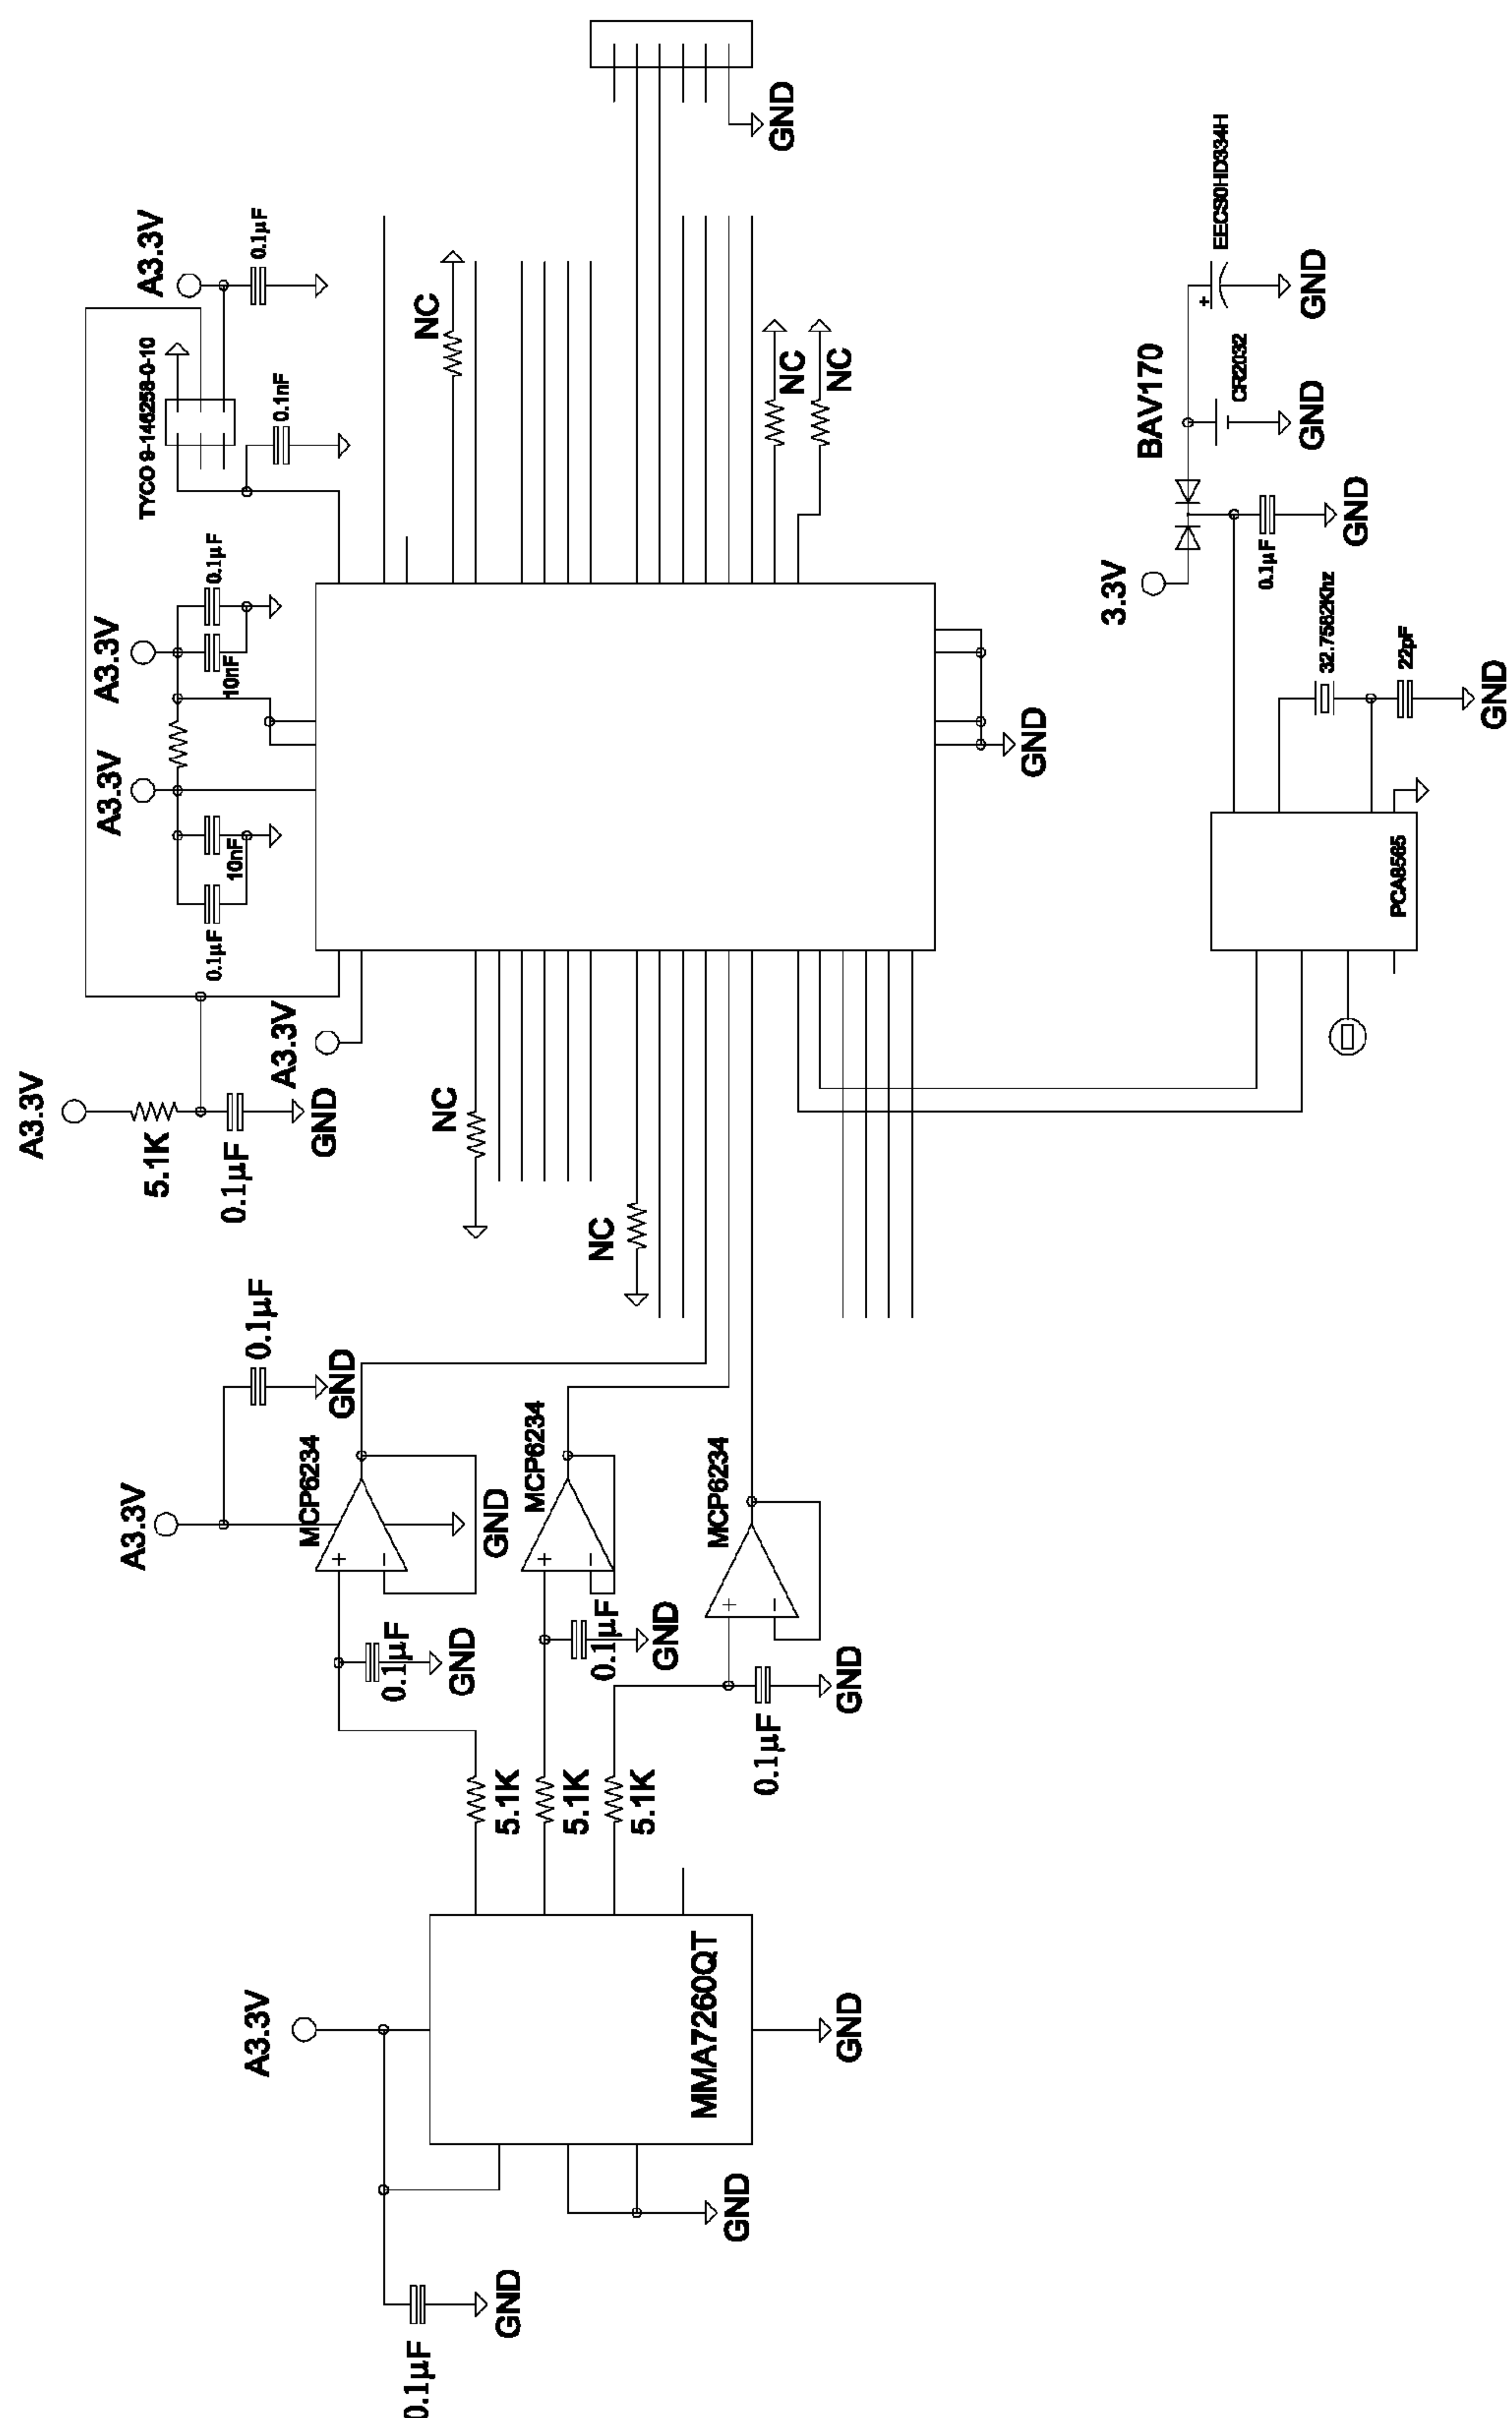 A3.3V
A3.3V
A3.3V
A3.3V
TYCO 9-146258-0-10
A3.3V
5.1K
0.1µF
0.1µF
10nF
10nF
0.1µF
A3.3V
0.1µF
0.1µF
0.1nF
A3.3V
MCP6234
GND
GND
0.1µF
0.1µF
NC
NC
GND
GND
GND
5.1K
MCP6234
5.1K
NC
0.1µF
5.1K
GND
MMA7260QT
MCP6234
GND
0.1µF
GND
NC
NC
GND
GND
GND
3.3V
BAV170
EECS0HD334H
CR2032
0.1µF
GND
GND
32.7582Khz
GND
PCA8565
22pF
GND